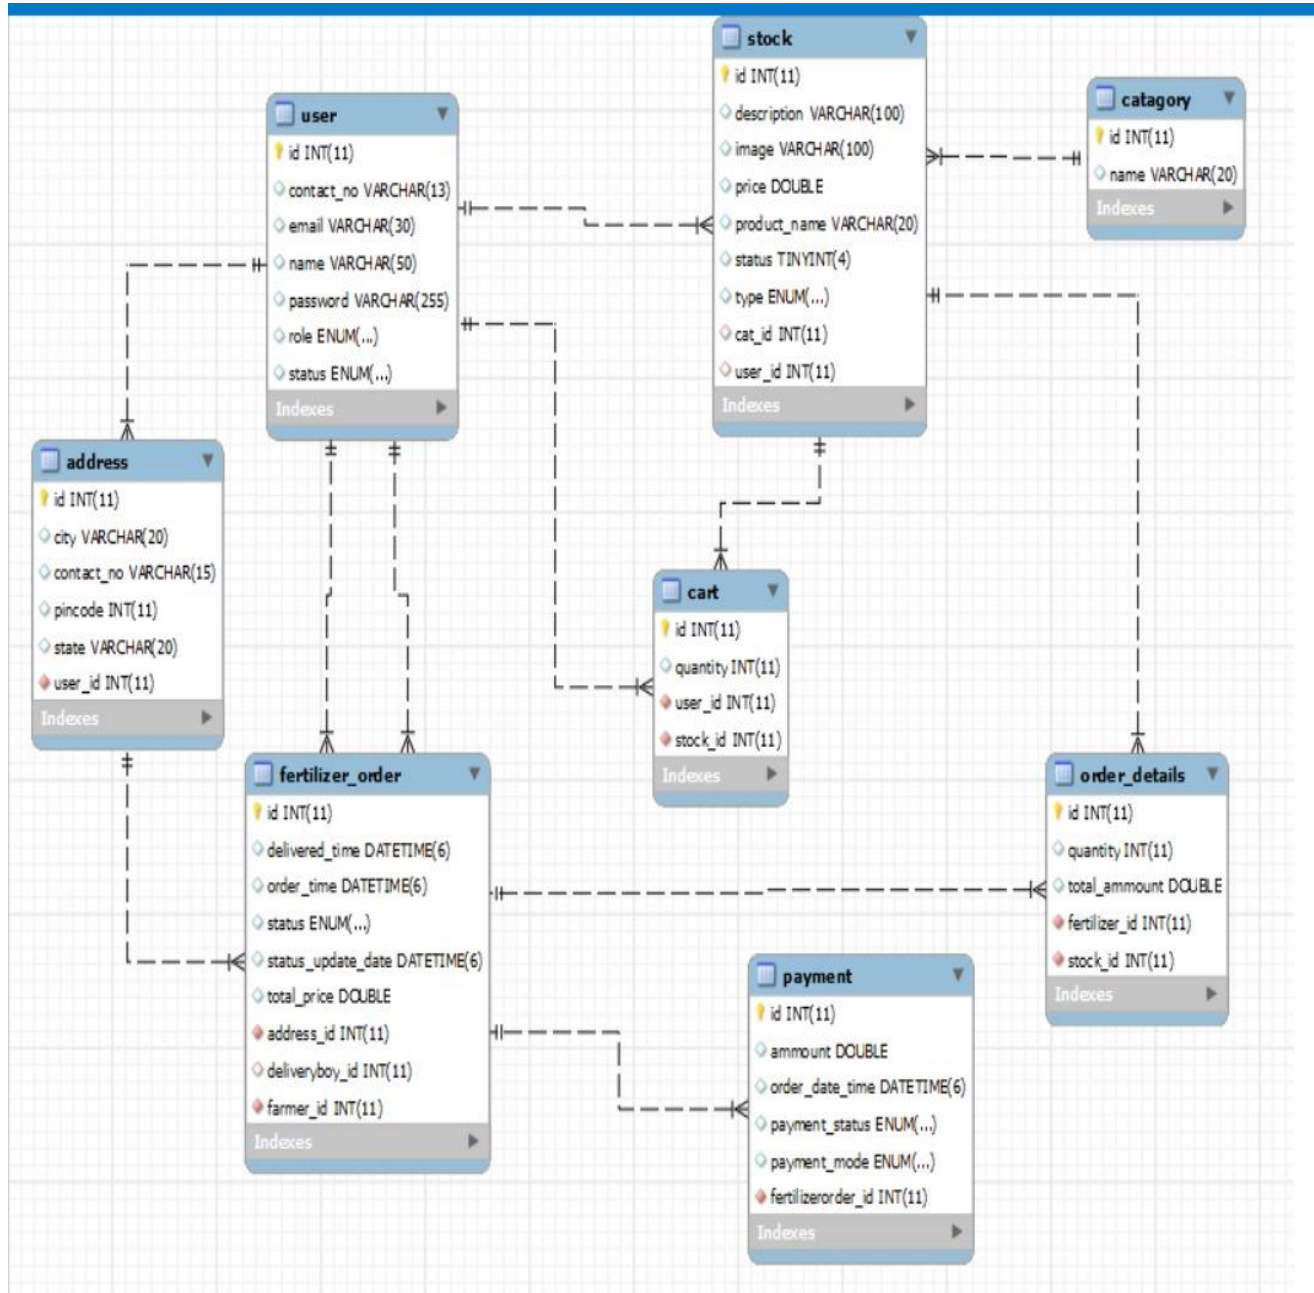 stock
id INT(11)
description VARCHAR(100)
image VARCHAR(100)
price DOUBLE
product_name VARCHAR(20)
status TINYINT(4)
type ENUM(...)
cat_id INT(11)
user_id INT(11)
Indexes
catagory
id INT(11)
name VARCHAR(20)
Indexes
user
id INT(11)
contact_no VARCHAR(13)
email VARCHAR(30)
name VARCHAR(50)
password VARCHAR(255)
role ENUM(...)
status ENUM(...)
Indexes
address
id INT(11)
city VARCHAR(20)
contact_no VARCHAR(15)
pincode INT(11)
state VARCHAR(20)
user_id INT(11)
Indexes
cart
id INT(11)
quantity INT(11)
user_id INT(11)
stock_id INT(11)
Indexes
fertilizer_order
id INT(11)
delivered_time DATETIME(6)
order_time DATETIME(6)
status ENUM(...)
status_update_date DATETIME(6)
total_price DOUBLE
address_id INT(11)
deliveryboy_id INT(11)
farmer_id INT(11)
Indexes
order_details
id INT(11)
quantity INT(11)
total_ammount DOUBLE
fertilizer_id INT(11)
stock_id INT(11)
Indexes
payment
id INT(11)
ammount DOUBLE
order_date_time DATETIME(6)
payment_status ENUM(...)
payment_mode ENUM(...)
fertilizerorder_id INT(11)
Indexes